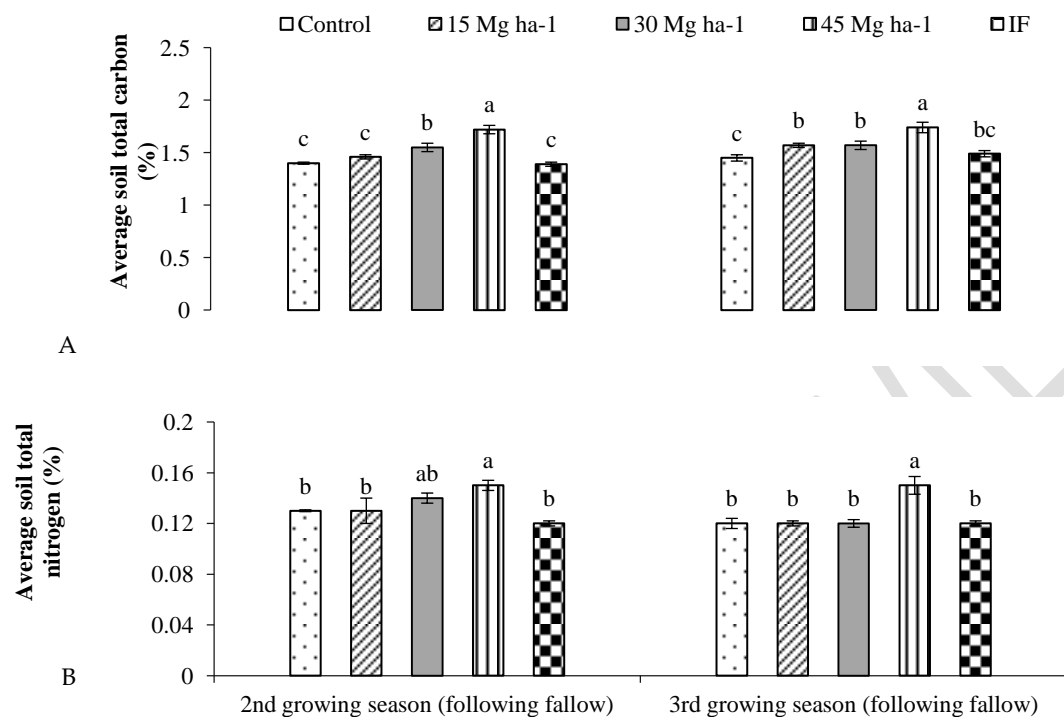 Control 15 Mg ha-1 30 Mg ha-1 45 Mg ha-1 IF
Average soil total carbon
(%)
2.5
2
1.5
1
0.5
0
c c b a c
c b b a bc
A
Average soil total
nitrogen (%)
0.2
0.16
0.12
0.08
0.04
0
b b ab a b
b b b a b
B
2nd growing season (following fallow) 3rd growing season (following fallow)